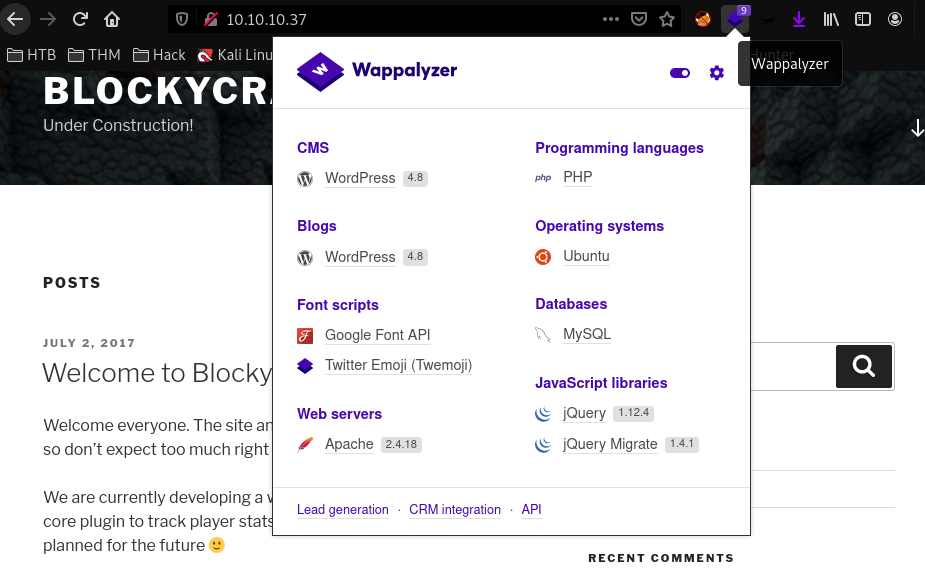 10.10.10.37
9
HTB THM Hack Kali Linu
Hunter
Wappalyzer
BLOCKYCRA
Under Construction!
W Wappalyzer
CMS
WordPress 4.8
Blogs
WordPress 4.8
Font scripts
Google Font API
Twitter Emoji (Twemoji)
Web servers
Apache 2.4.18
Programming languages
php PHP
Operating systems
Ubuntu
Databases
MySQL
JavaScript libraries
jQuery 1.12.4
jQuery Migrate 1.4.1
Lead generation · CRM integration · API
POSTS
JULY 2, 2017
Welcome to Blocky
Welcome everyone. The site an
so don’t expect too much right
We are currently developing a w
core plugin to track player stats
planned for the future 🙂
RECENT COMMENTS